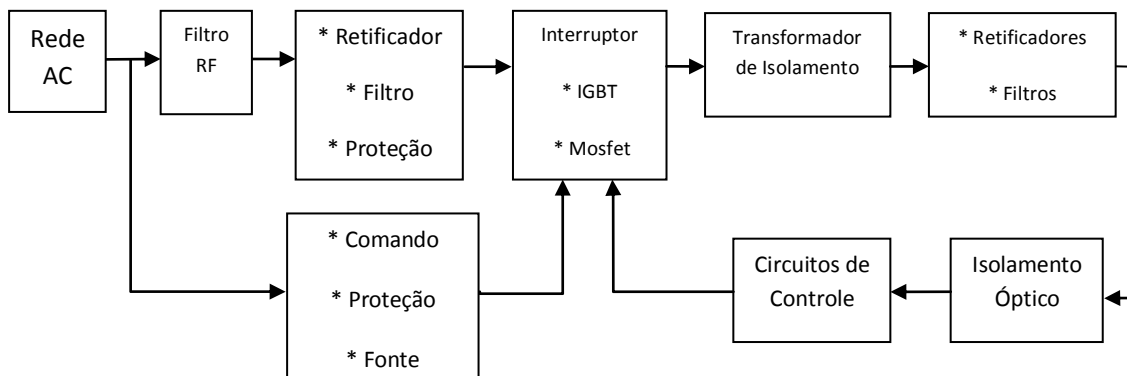 Rede
AC
Filtro
RF
* Retificador
* Filtro
* Proteção
Interruptor
* IGBT
* Mosfet
Transformador
de Isolamento
* Retificadores
* Filtros
* Comando
* Proteção
* Fonte
Circuitos de
Controle
Isolamento
Óptico